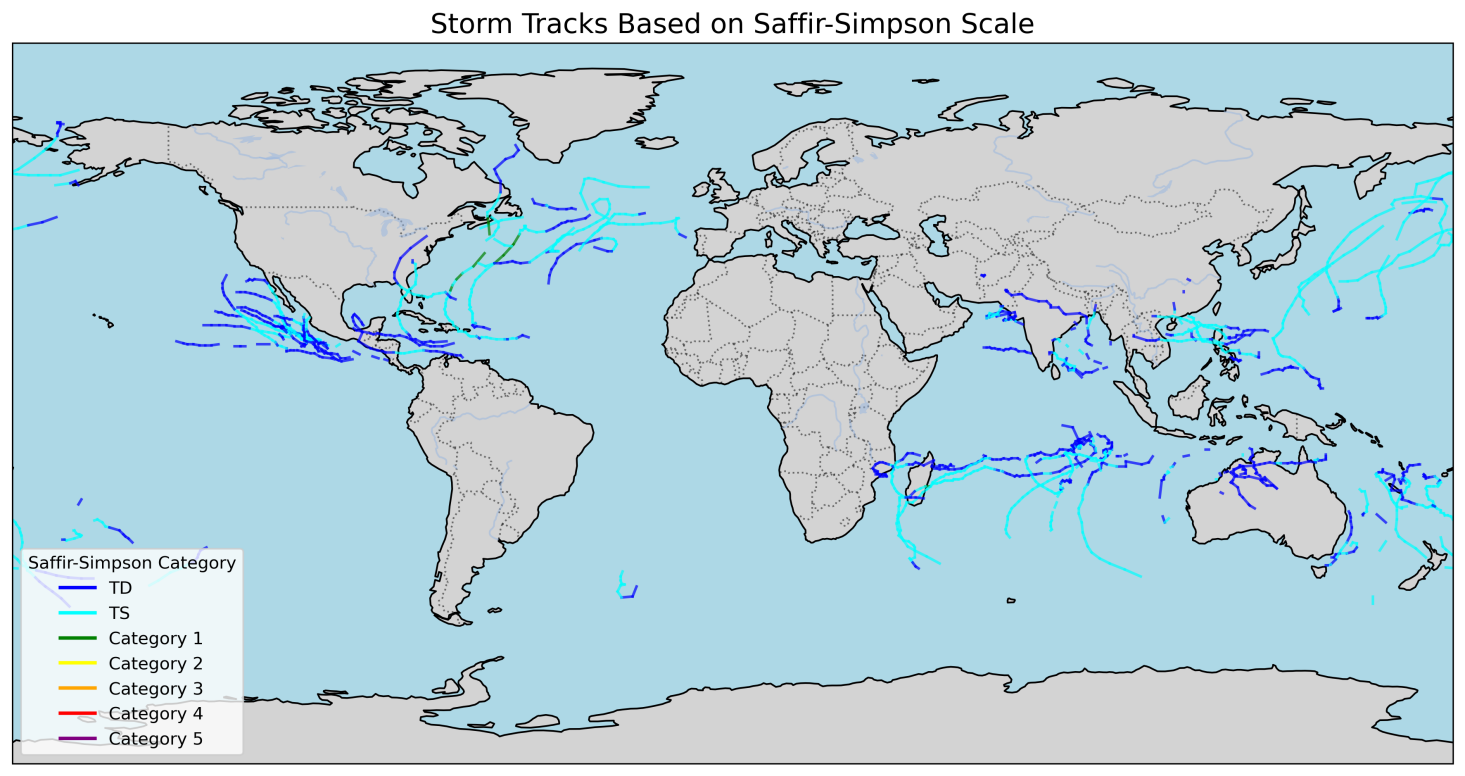 Storm Tracks Based on Saffir-Simpson Scale
Saffir-Simpson Category
TD
TS
Category 1
Category 2
Category 3
Category 4
Category 5